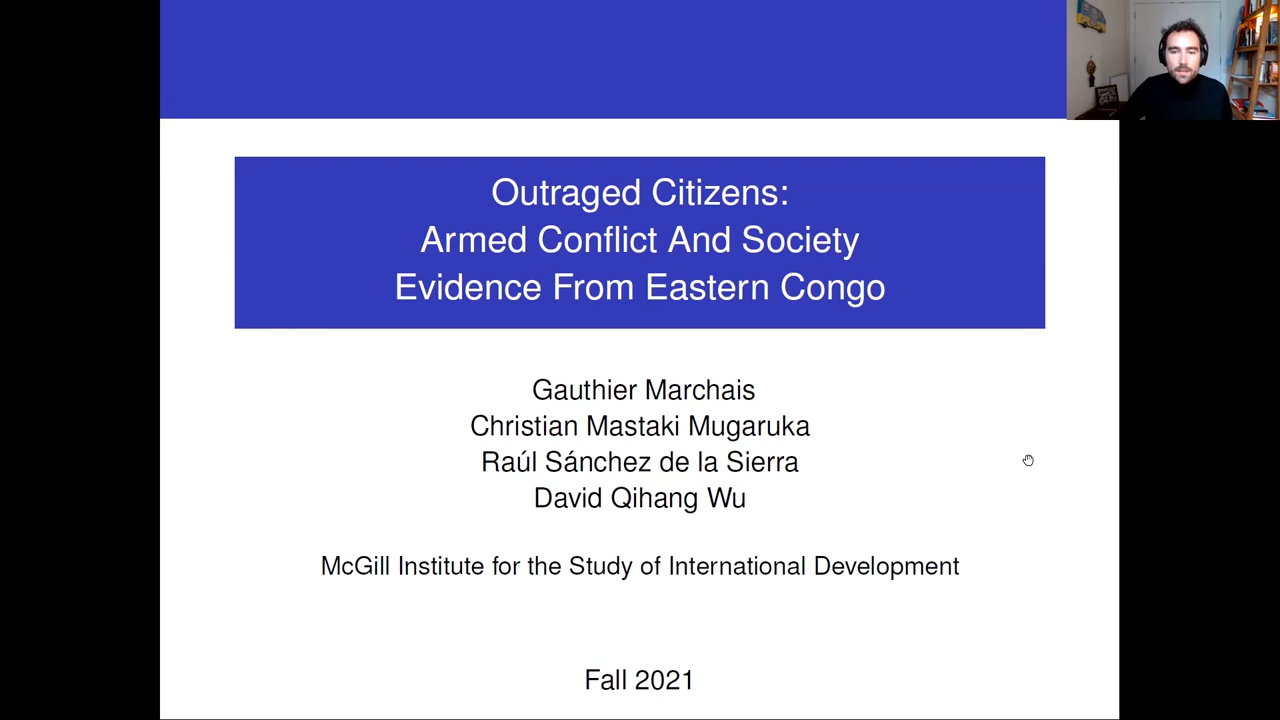 Outraged Citizens:
Armed Conflict And Society
Evidence From Eastern Congo
Gauthier Marchais
Christian Mastaki Mugaruka
Raúl Sánchez de la Sierra
David Qihang Wu
McGill Institute for the Study of International Development
Fall 2021